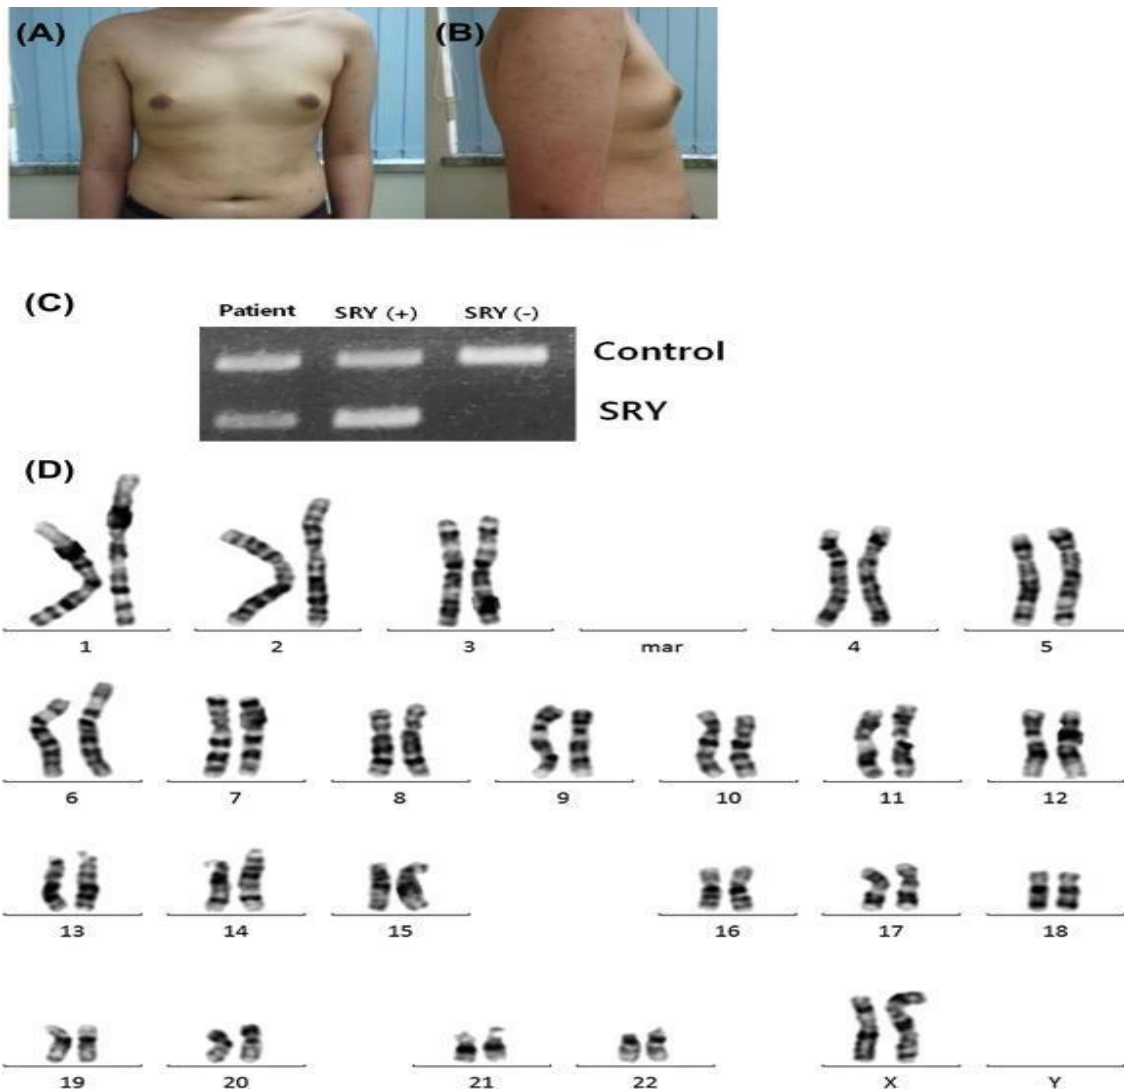 (A)
(B)
(C)
Patient SRY (+) SRY (-)
Control
SRY
(D)
1 2 3 mar 4 5
6 7 8 9 10 11 12
13 14 15 16 17 18
19 20 21 22 X Y